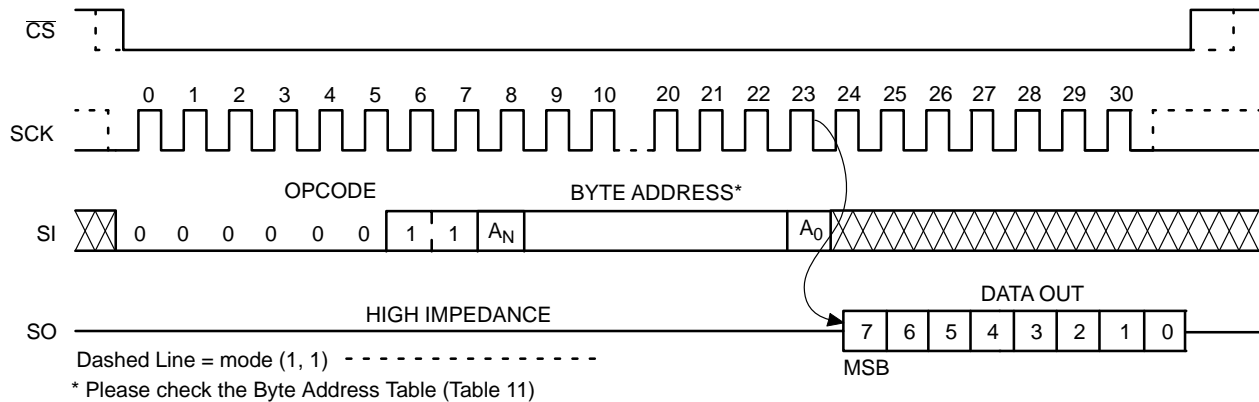 CS
0 1 2 3 4 5 6 7 8 9 10 20 21 22 23 24 25 26 27 28 29 30
SCK
OPCODE BYTE ADDRESS*
SI 0 0 0 0 0 0 1 1 AN A0
HIGH IMPEDANCE DATA OUT
SO 7 6 5 4 3 2 1 0
Dashed Line = mode (1, 1) MSB
* Please check the Byte Address Table (Table 11)